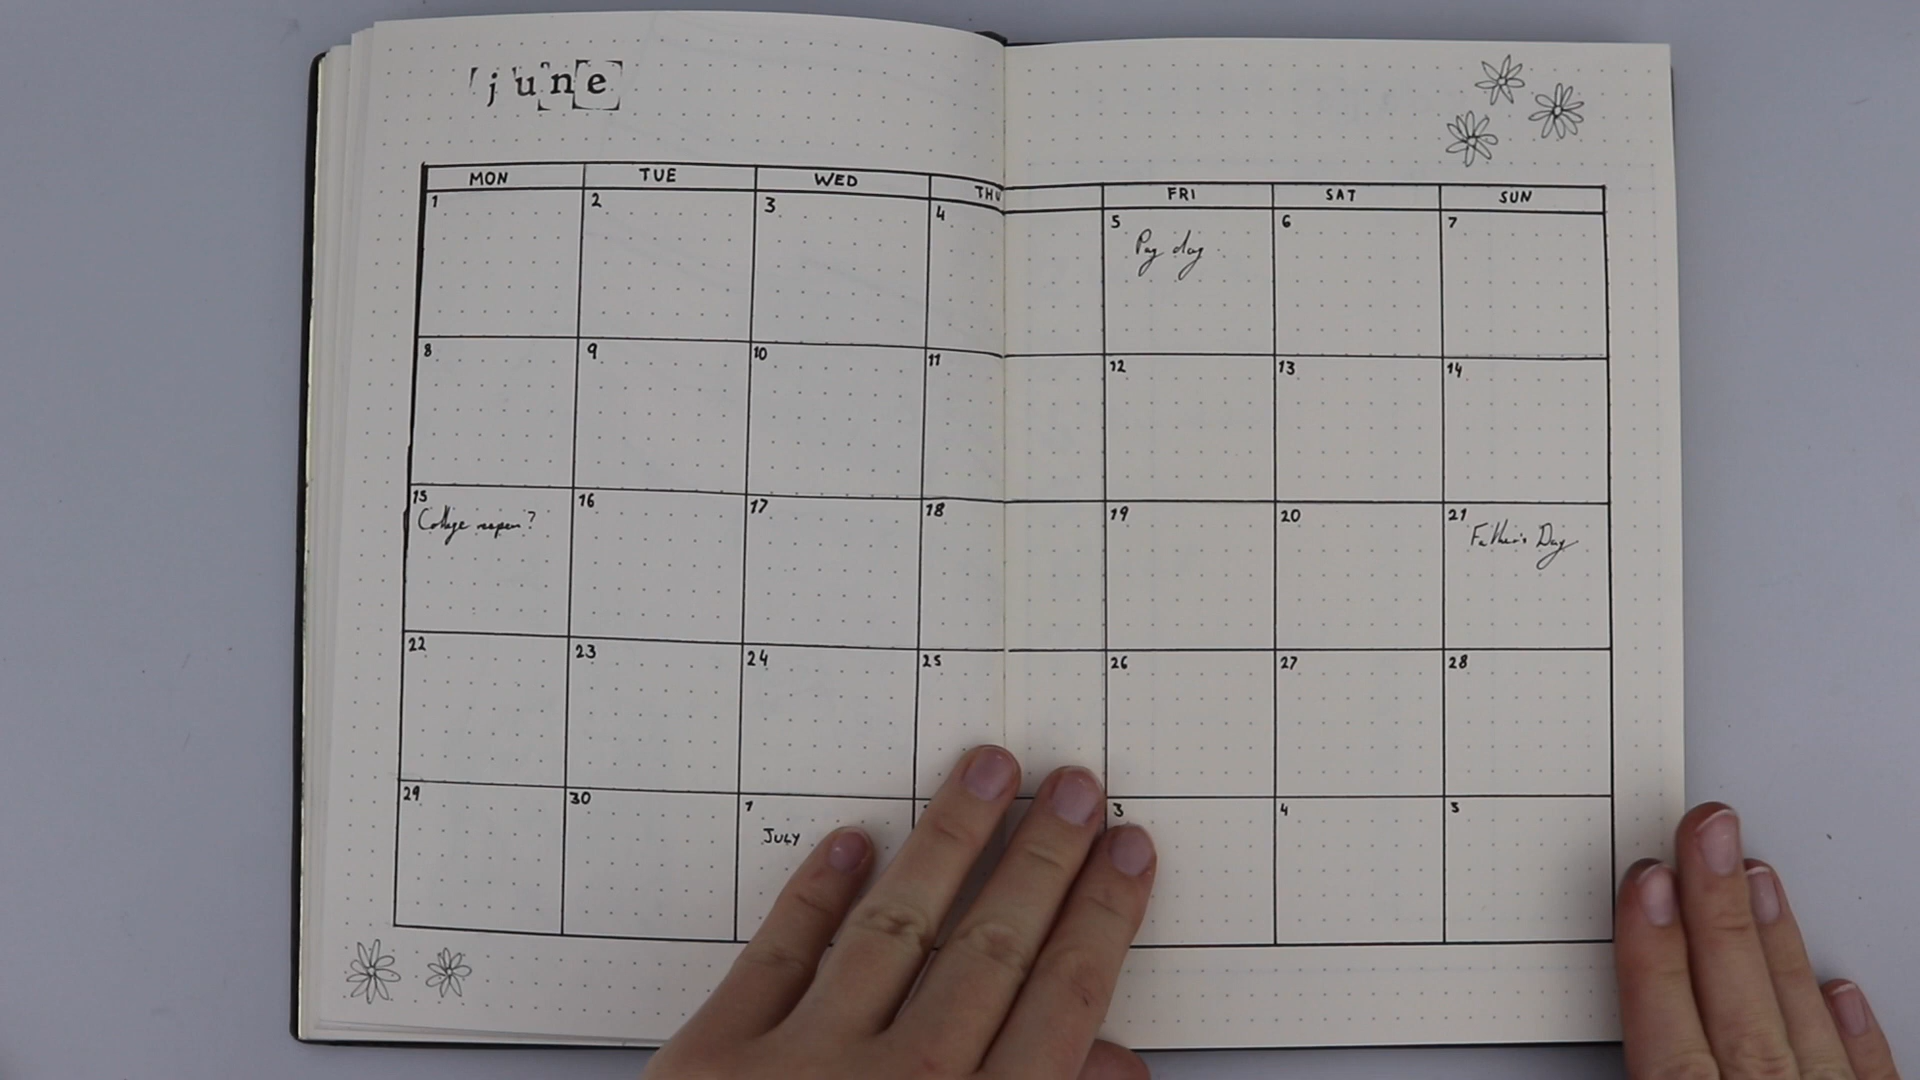 june
MON TUE WED THU FRI SAT SUN
1 2 3 4 5 6 7
Pay day
8 9 10 11 12 13 14
15 16 17 18 19 20 21
College reopen? Father's Day
22 23 24 25 26 27 28
29 30 1 3 4 5
JULY